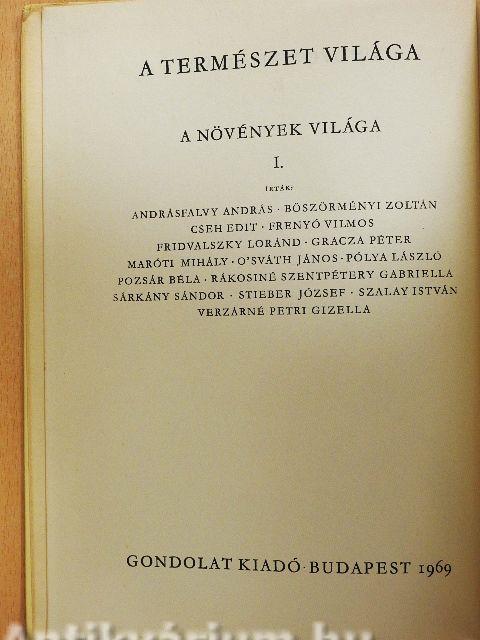 A TERMÉSZET VILÁGA
A NÖVÉNYEK VILÁGA
I.
ÍRTÁK:
ANDRÁSFALVY ANDRÁS · BÖSZÖRMÉNYI ZOLTÁN
CSEH EDIT · FRENYÓ VILMOS
FRIDVALSZKY LORÁND · GRACZA PÉTER
MARÓTI MIHÁLY · O'SVÁTH JÁNOS · PÓLYA LÁSZLÓ
POZSÁR BÉLA · RÁKOSINÉ SZENTPÉTERY GABRIELLA
SÁRKÁNY SÁNDOR · STIEBER JÓZSEF · SZALAY ISTVÁN
VERZÁRNÉ PETRI GIZELLA
GONDOLAT KIADÓ · BUDAPEST 1969
Antikvárium.hu